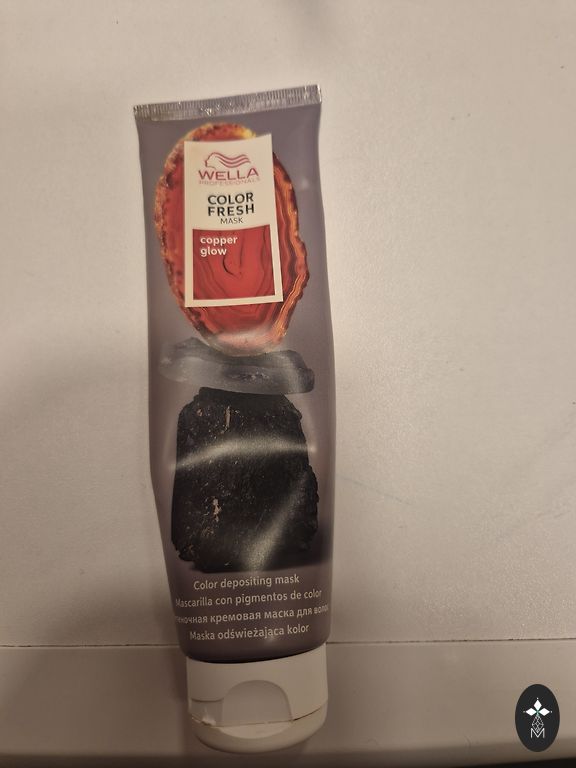 WELLA
PROFESSIONALS
COLOR
FRESH
MASK
copper
glow
Color depositing mask
Mascarilla con pigmentos de color
кремовая маска для
Maska odświeżająca kolor
M